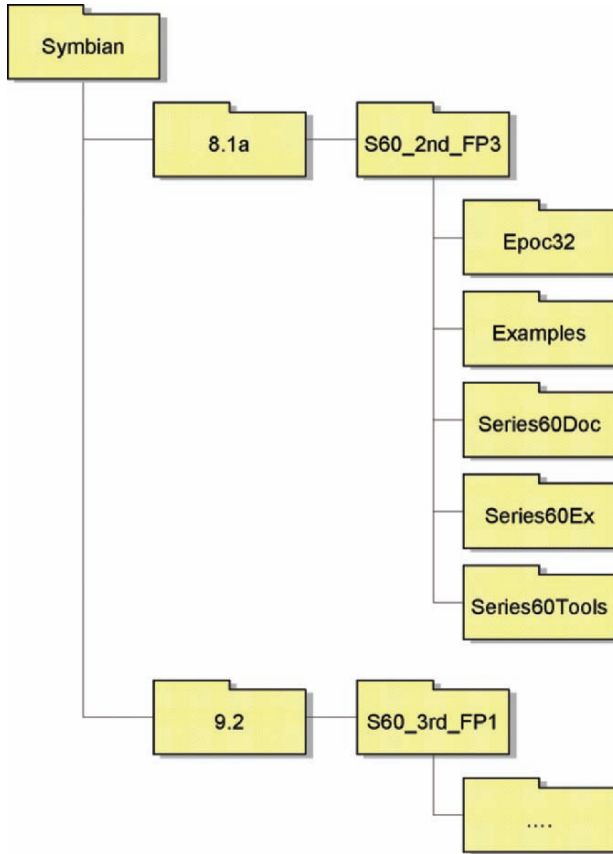 Symbian
8.1a
S60_2nd_FP3
Epoc32
Examples
Series60Doc
Series60Ex
Series60Tools
9.2
S60_3rd_FP1
....